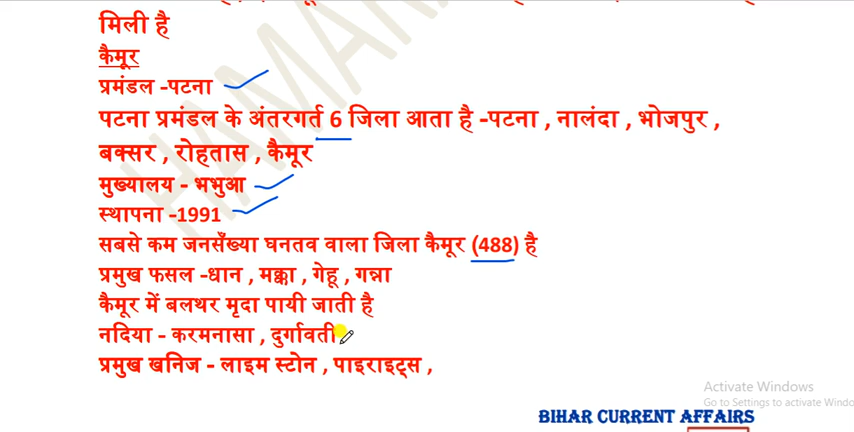 मिली है
कैमूर
प्रमंडल -पटना
पटना प्रमंडल के अंतरगर्त 6 जिला आता है -पटना , नालंदा , भोजपुर ,
बक्सर , रोहतास , कैमूर
मुख्यालय - भभुआ
स्थापना -1991
सबसे कम जनसँख्या घनतव वाला जिला कैमूर (488) है
प्रमुख फसल -धान , मक्का , गेहू , गन्ना
कैमूर में बलथर मृदा पायी जाती है
नदिया - करमनासा , दुर्गावती
प्रमुख खनिज - लाइम स्टोन , पाइराइट्स ,
Activate Windows
Go to Settings to activate Windo
BIHAR CURRENT AFFAIRS